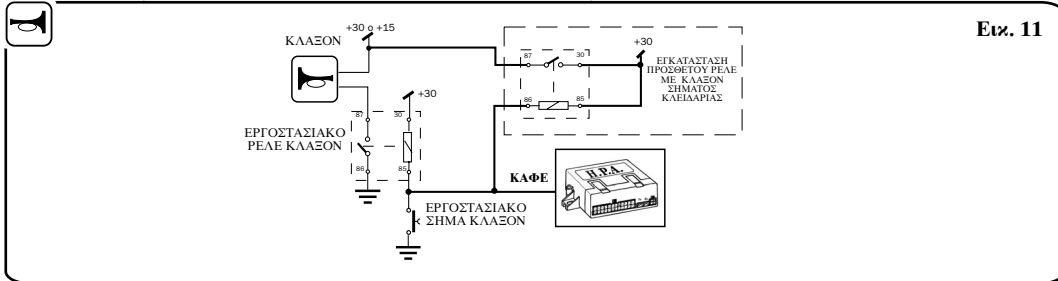 Εικ. 11
ΚΛΑΞΟΝ
+30 ο +15
87
30
+30
ΕΓΚΑΤΑΣΤΑΣΗ
ΠΡΟΣΘΕΤΟΥ ΡΕΛΕ
ΜΕ ΚΛΑΞΟΝ
ΣΗΜΑΤΟΣ
ΚΛΕΙΔΑΡΙΑΣ
86
85
+30
87
30
ΕΡΓΟΣΤΑΣΙΑΚΟ
ΡΕΛΕ ΚΛΑΞΟΝ
86
85
ΚΑΦΕ
H.P.A.
ΕΡΓΟΣΤΑΣΙΑΚΟ
ΣΗΜΑ ΚΛΑΞΟΝ